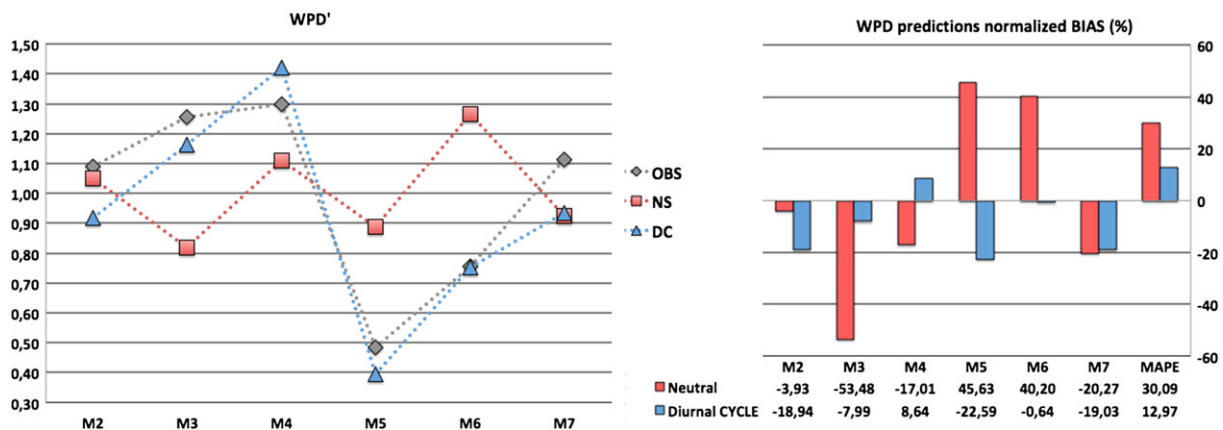 WPD'
1,50
1,40
1,30
1,20
1,10
1,00
0,90
0,80
0,70
0,60
0,50
0,40
0,30
M2 M3 M4 M5 M6 M7
OBS
NS
DC
WPD predictions normalized BIAS (%)
60
40
20
0
-20
-40
-60
M2 M3 M4 M5 M6 M7 MAPE
Neutral -3,93 -53,48 -17,01 45,63 40,20 -20,27 30,09
Diurnal CYCLE -18,94 -7,99 8,64 -22,59 -0,64 -19,03 12,97